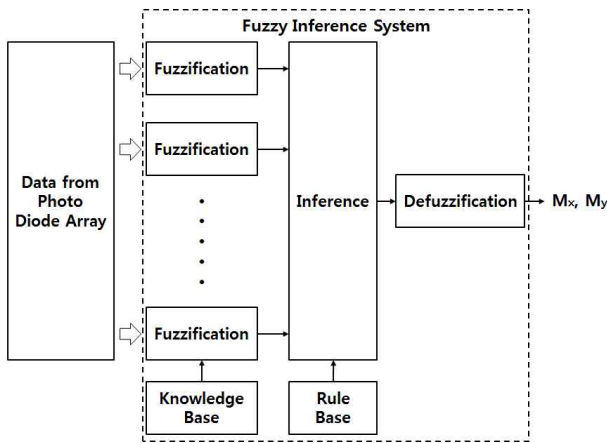 Fuzzy Inference System
Fuzzification
Fuzzification
Data from
Photo
Diode Array
Inference
Defuzzification
Mx, My
Fuzzification
Knowledge
Base
Rule
Base